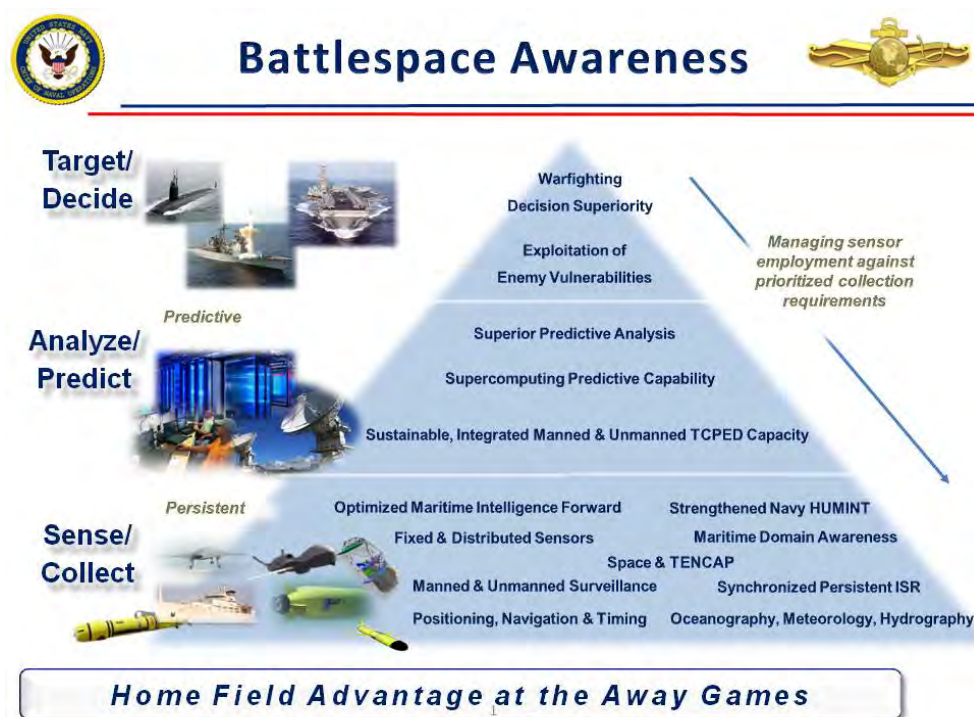 Battlespace Awareness
Target/
Decide
Warfighting
Decision Superiority
Exploitation of
Enemy Vulnerabilities
Managing sensor
employment against
prioritized collection
requirements
Predictive
Analyze/
Predict
Superior Predictive Analysis
Supercomputing Predictive Capability
Sustainable, Integrated Manned & Unmanned TCPED Capacity
Persistent
Sense/
Collect
Optimized Maritime Intelligence Forward
Strengthened Navy HUMINT
Fixed & Distributed Sensors
Maritime Domain Awareness
Space & TENCAP
Manned & Unmanned Surveillance
Synchronized Persistent ISR
Positioning, Navigation & Timing
Oceanography, Meteorology, Hydrography
Home Field Advantage at the Away Games
1